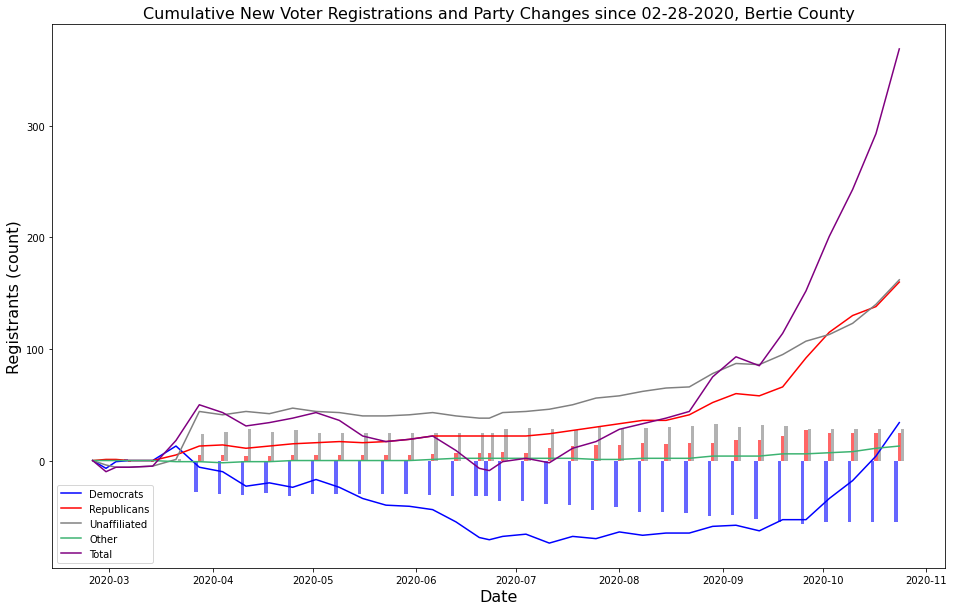 Cumulative New Voter Registrations and Party Changes since 02-28-2020, Bertie County
Registrants (count)
300
200
100
0
Democrats
Republicans
Unaffiliated
Other
Total
2020-03 2020-04 2020-05 2020-06 2020-07 2020-08 2020-09 2020-10 2020-11
Date